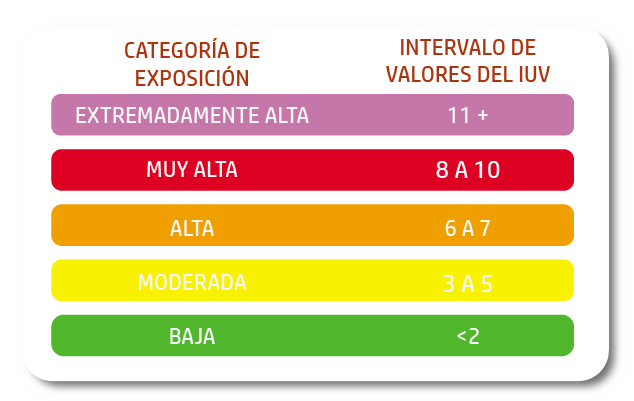 CATEGORÍA DE
EXPOSICIÓN
INTERVALO DE
VALORES DEL IUV
EXTREMADAMENTE ALTA 11 +
MUY ALTA 8 A 10
ALTA 6 A 7
MODERADA 3 A 5
BAJA <2